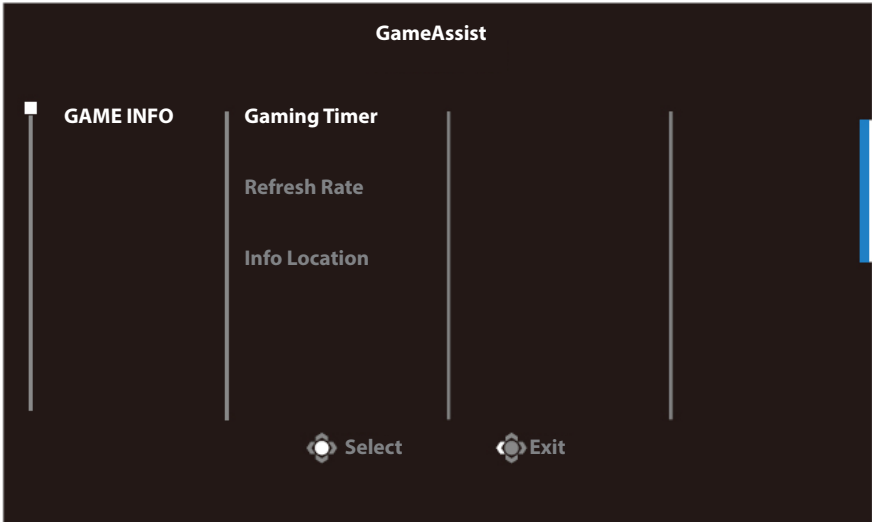 GameAssist
GAME INFO
Gaming Timer
Refresh Rate
Info Location
Select
Exit